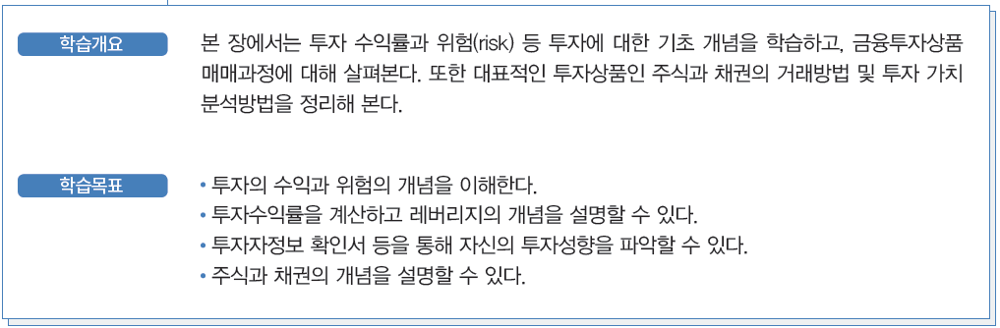 학습개요
본 장에서는 투자 수익률과 위험(risk) 등 투자에 대한 기초 개념을 학습하고, 금융투자상품
매매과정에 대해 살펴본다. 또한 대표적인 투자상품인 주식과 채권의 거래방법 및 투자 가치
분석방법을 정리해 본다.
학습목표
• 투자의 수익과 위험의 개념을 이해한다.
• 투자수익률을 계산하고 레버리지의 개념을 설명할 수 있다.
• 투자자정보 확인서 등을 통해 자신의 투자성향을 파악할 수 있다.
• 주식과 채권의 개념을 설명할 수 있다.